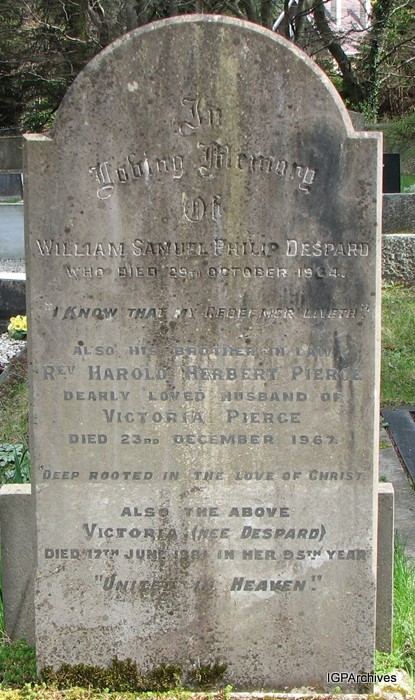 In
Loving Memory
Of
William Samuel Philip Despard
who died 29th October 19 4.
"I Know that my Redeemer liveth"
also his brother in law
Rev Harold Herbert Pierce
dearly loved husband of
Victoria Pierce
died 23rd December 1967
"Deep rooted in the love of Christ
also the above
Victoria (nee Despard)
Died 12th June 1981 in her 95th year
"United in Heaven."
IGPArchives